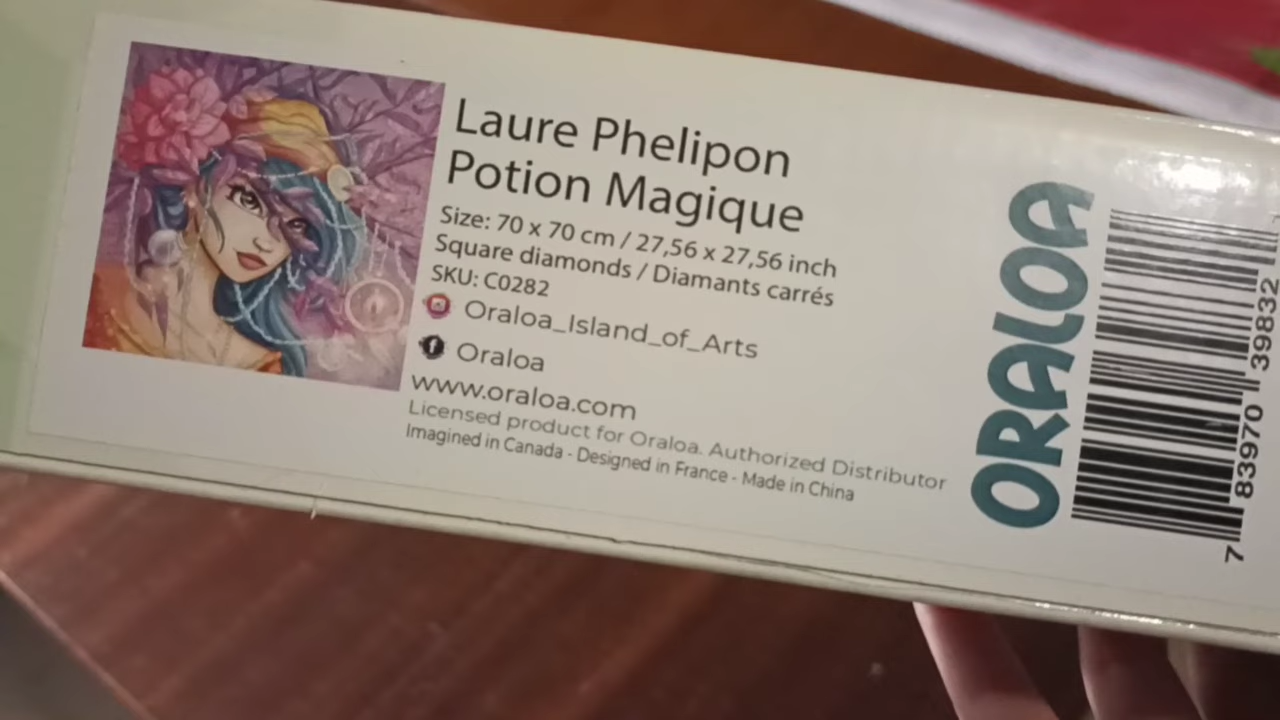 Laure Phelipon
Potion Magique
Size: 70 x 70 cm / 27,56 x 27,56 inch
Square diamonds / Diamants carrés
SKU: C0282
Oraloa_Island_of_Arts
Oraloa
www.oraloa.com
Licensed product for Oraloa. Authorized Distributor
Imagined in Canada - Designed in France - Made in China
ORALOA
7 83970 39832